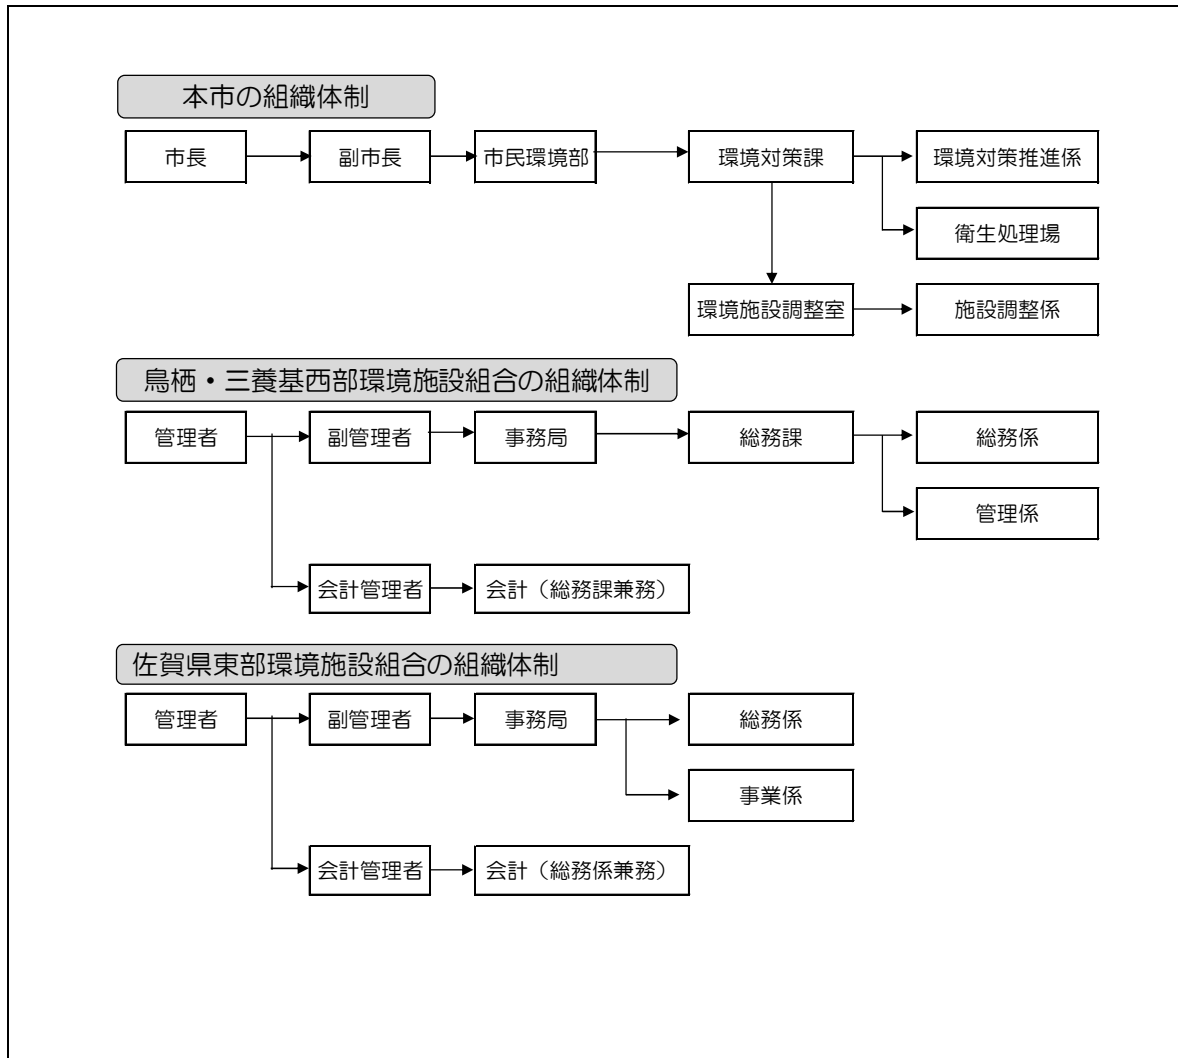 本市の組織体制
市長 副市長 市民環境部 環境対策課 環境対策推進係
衛生処理場
環境施設調整室 施設調整係
鳥栖・三養基西部環境施設組合の組織体制
管理者 副管理者 事務局 総務課 総務係
管理係
会計管理者 会計（総務課兼務）
佐賀県東部環境施設組合の組織体制
管理者 副管理者 事務局 総務係
事業係
会計管理者 会計（総務係兼務）